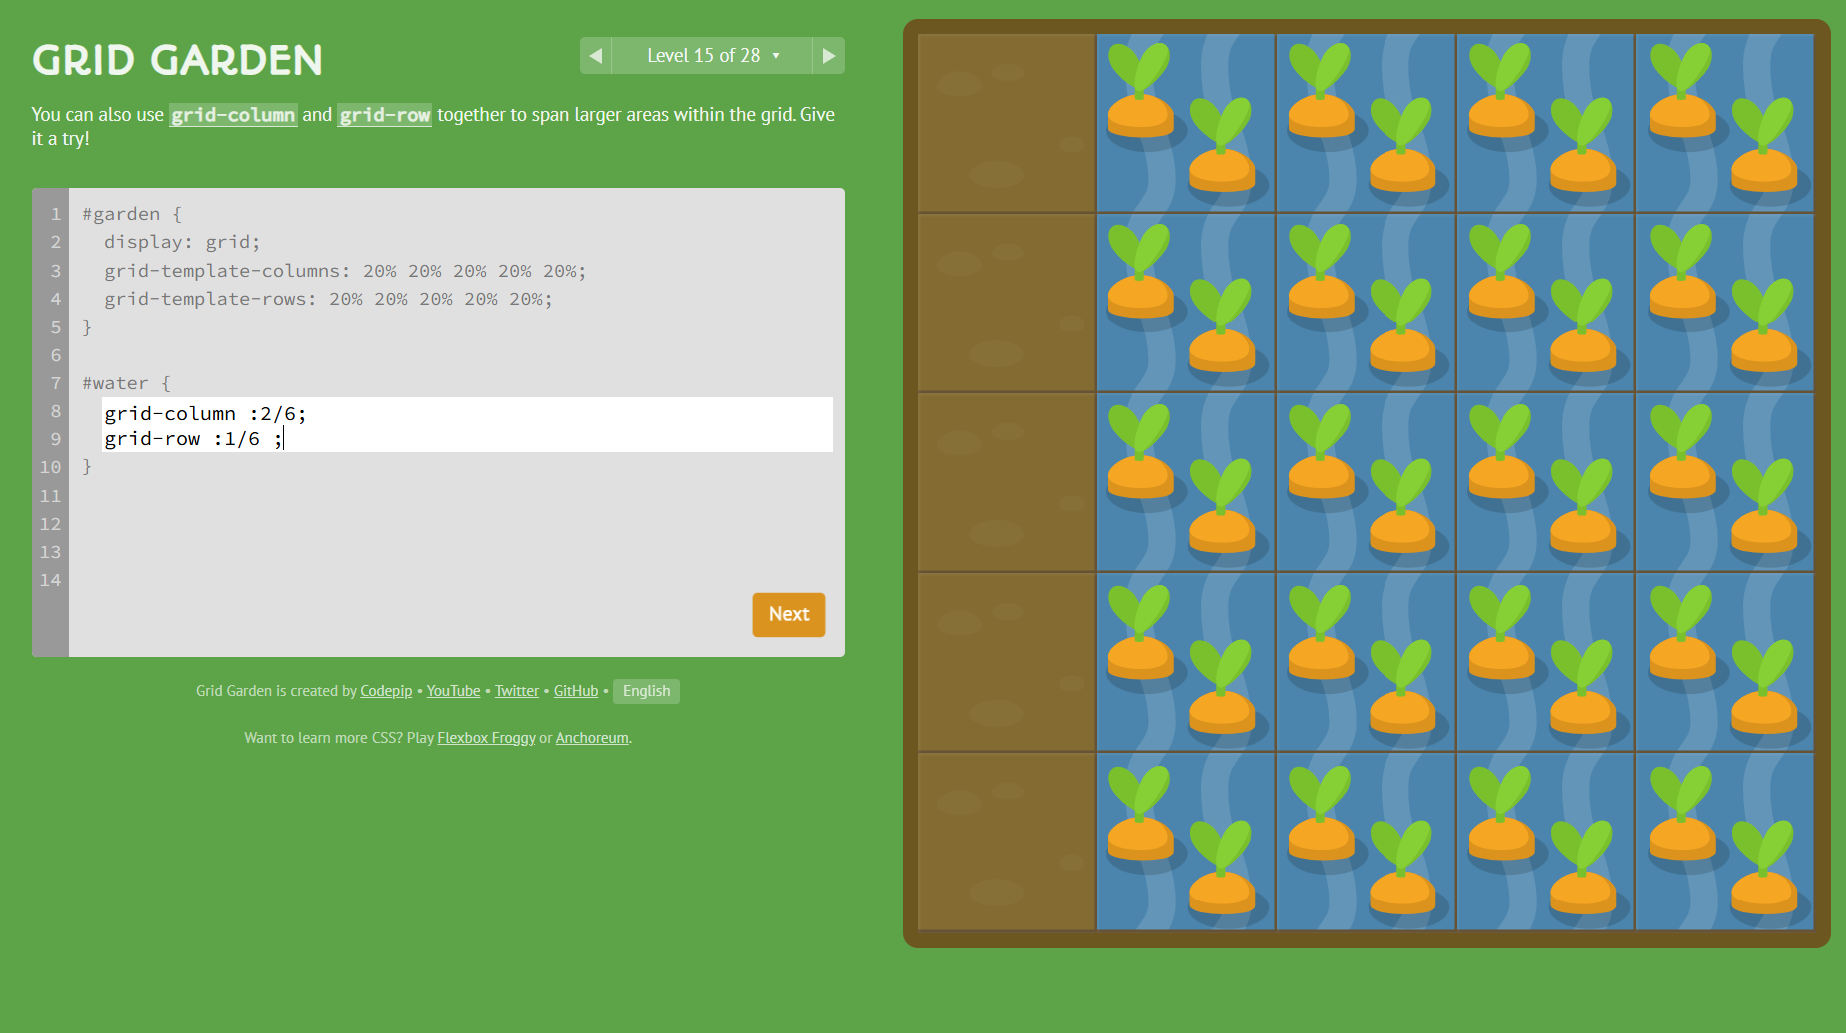 GRID GARDEN
◀ Level 15 of 28 ▾ ▶
You can also use grid-column and grid-row together to span larger areas within the grid. Give
it a try!
1 #garden {
2 display: grid;
3 grid-template-columns: 20% 20% 20% 20% 20%;
4 grid-template-rows: 20% 20% 20% 20% 20%;
5 }
6
7 #water {
8 grid-column :2/6;
9 grid-row :1/6 ;
10 }
11
12
13
14
Next
Grid Garden is created by Codepip • YouTube • Twitter • GitHub • English
Want to learn more CSS? Play Flexbox Froggy or Anchoreum.